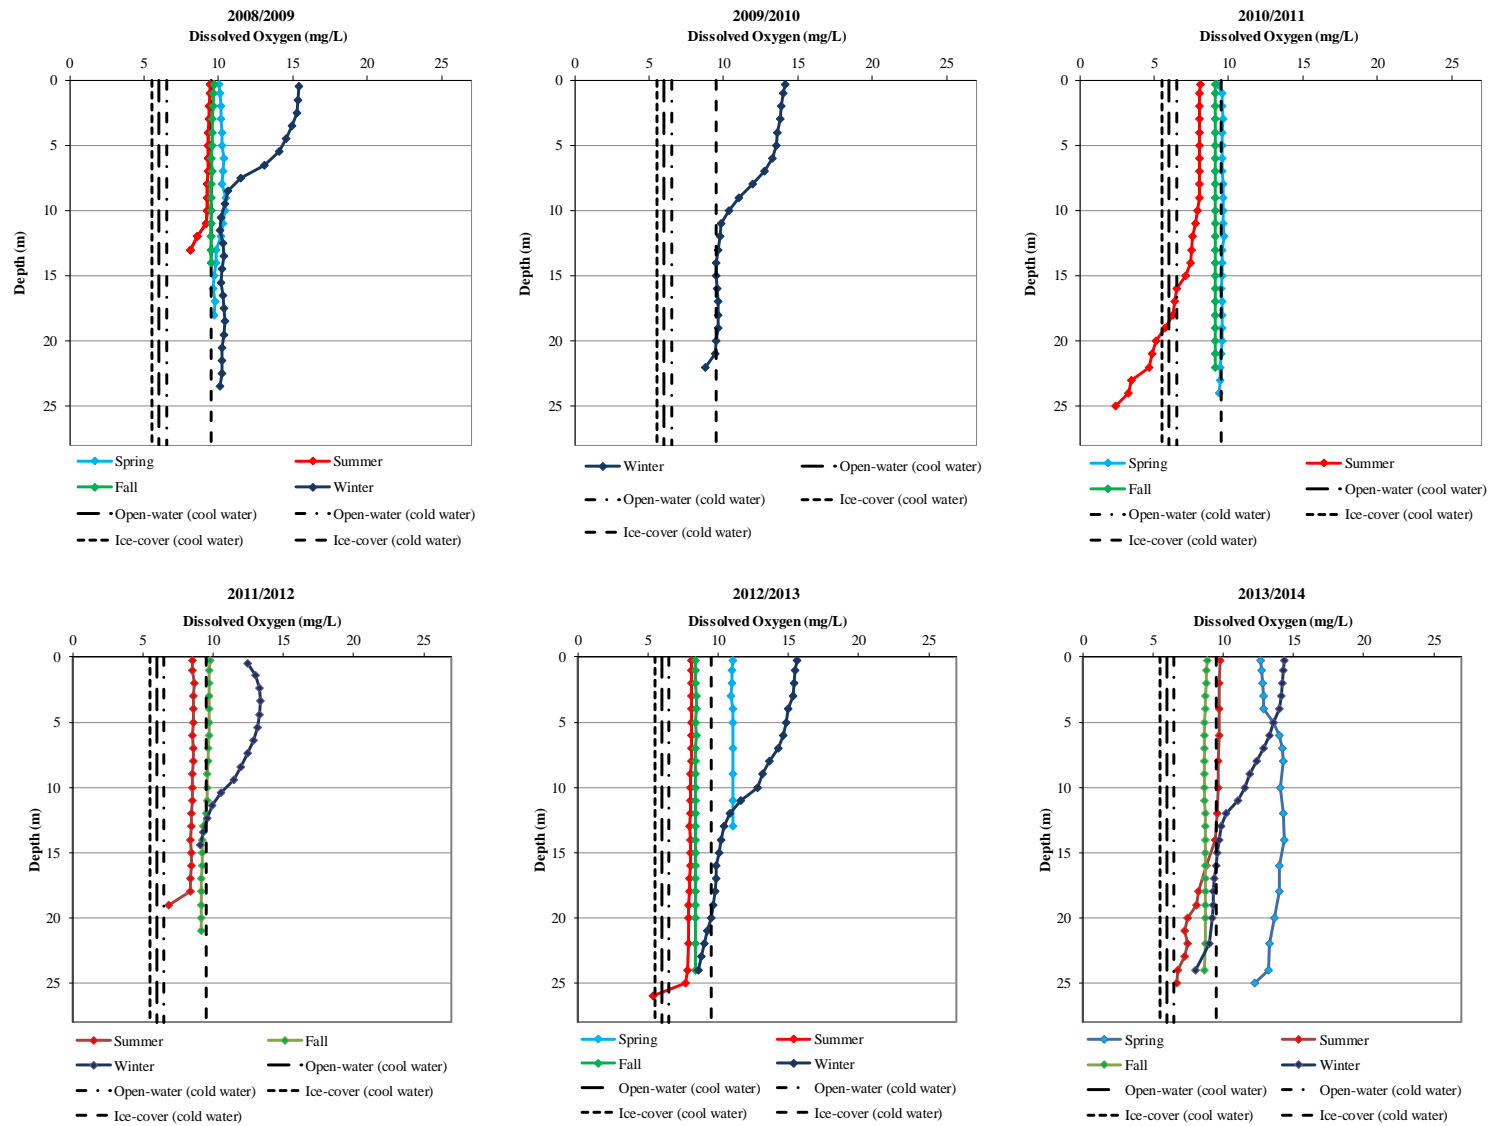 2008/2009
Dissolved Oxygen (mg/L)
0 5 10 15 20 25
0
5
10
15
20
25
Depth (m)
Spring Summer
Fall Winter
Open-water (cool water) Open-water (cold water)
Ice-cover (cool water) Ice-cover (cold water)
2009/2010
Dissolved Oxygen (mg/L)
0 5 10 15 20 25
0
5
10
15
20
25
Depth (m)
Winter Open-water (cool water)
Open-water (cold water) Ice-cover (cool water)
Ice-cover (cold water)
2010/2011
Dissolved Oxygen (mg/L)
0 5 10 15 20 25
0
5
10
15
20
25
Depth (m)
Spring Summer
Fall Open-water (cool water)
Open-water (cold water) Ice-cover (cool water)
Ice-cover (cold water)
2011/2012
Dissolved Oxygen (mg/L)
0 5 10 15 20 25
0
5
10
15
20
25
Depth (m)
Summer Fall
Winter Open-water (cool water)
Open-water (cold water) Ice-cover (cool water)
Ice-cover (cold water)
2012/2013
Dissolved Oxygen (mg/L)
0 5 10 15 20 25
0
5
10
15
20
25
Depth (m)
Spring Summer
Fall Winter
Open-water (cool water) Open-water (cold water)
Ice-cover (cool water) Ice-cover (cold water)
2013/2014
Dissolved Oxygen (mg/L)
0 5 10 15 20 25
0
5
10
15
20
25
Depth (m)
Spring Summer
Fall Winter
Open-water (cool water) Open-water (cold water)
Ice-cover (cool water) Ice-cover (cold water)